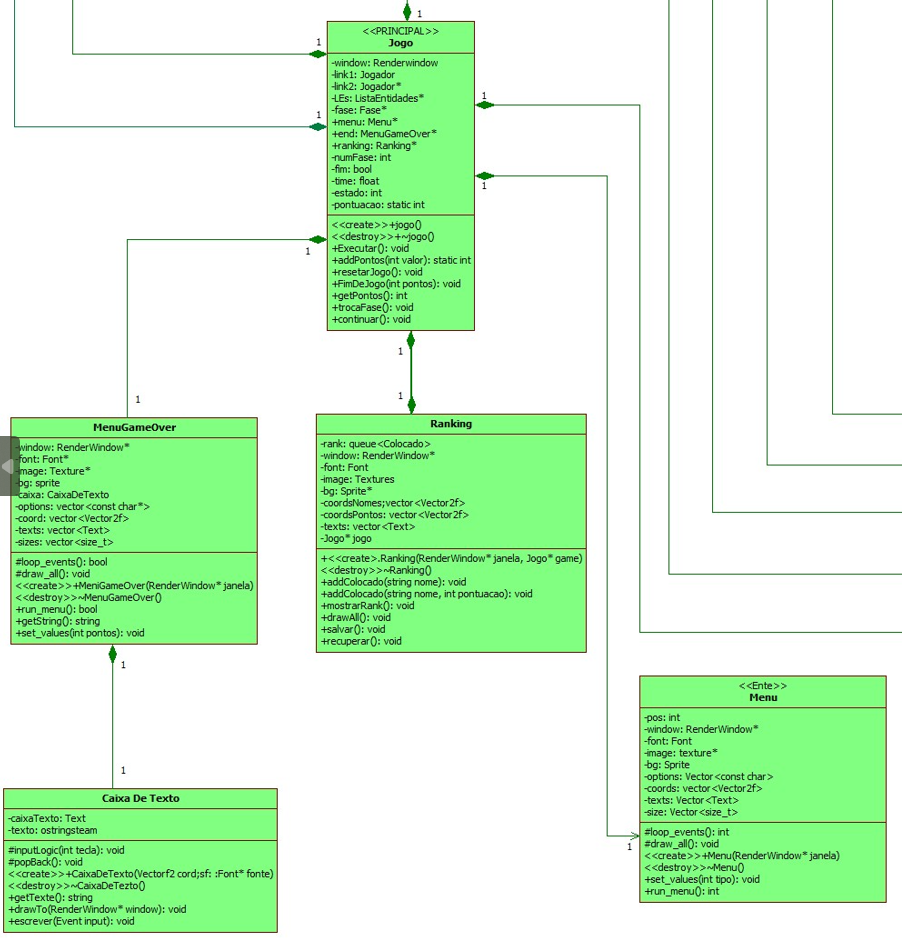 1
1
1
<<PRINCIPAL>>
Jogo
-window: Renderwindow
-link1: Jogador
-link2: Jogador*
-LEs: ListaEntidades*
-fase: Fase*
+menu: Menu*
+end: MenuGameOver*
+ranking: Ranking*
-numFase: int
-fim: bool
-time: float
-estado: int
-pontuacao: static int
<<create>>+jogo()
<<destroy>>+~jogo()
+Executar(): void
+addPontos(int valor): static int
+resetarJogo(): void
+FimDeJogo(int pontos): void
+getPontos(): int
+trocaFase(): void
+continuar(): void
1
1
1
1
1
1
MenuGameOver
-window: RenderWindow*
-font: Font*
-image: Texture*
-bg: sprite
-caixa: CaixaDeTexto
-options: vector<const char*>
-coord: vector<Vector2f>
-texts: vector<Text>
-sizes: vector<size_t>
#loop_events(): bool
#draw_all(): void
<<create>>+MeniGameOver(RenderWindow* janela)
<<destroy>>~MenuGameOver()
+run_menu(): bool
+getString(): string
+set_values(int pontos): void
Ranking
-rank: queue<Colocado>
-window: RenderWindow*
-font: Font
-image: Textures
-bg: Sprite*
-coordsNomes;vector<Vector2f>
-coordsPontos: vector<Vector2f>
-texts: vector<Text>
-Jogo* jogo
+<<create>.Ranking(RenderWindow* janela, Jogo* game)
<<destroy>>~Ranking()
+addColocado(string nome): void
+addColocado(string nome, int pontuacao): void
+mostrarRank(): void
+drawAll(): void
+salvar(): void
+recuperar(): void
1
1
1
Caixa De Texto
-caixaTexto: Text
-texto: ostringsteam
#inputLogic(int tecla): void
#popBack(): void
<<create>>+CaixaDeTexto(Vectorf2 cord;sf: :Font* fonte)
<<destroy>>~CaixaDeTezto()
+getTexte(): string
+drawTo(RenderWindow* window): void
+escrever(Event input): void
<<Ente>>
Menu
-pos: int
-window: RenderWindow*
-font: Font
-image: texture*
-bg: Sprite
-options: Vector<const char>
-coords: vector<Vector2f>
-texts: Vector<Text>
-size: Vector<size_t>
#loop_events(): int
#draw_all(): void
<<create>>+Menu(RenderWindow* janela)
<<destroy>>~Menu()
+set_values(int tipo): void
+run_menu(): int